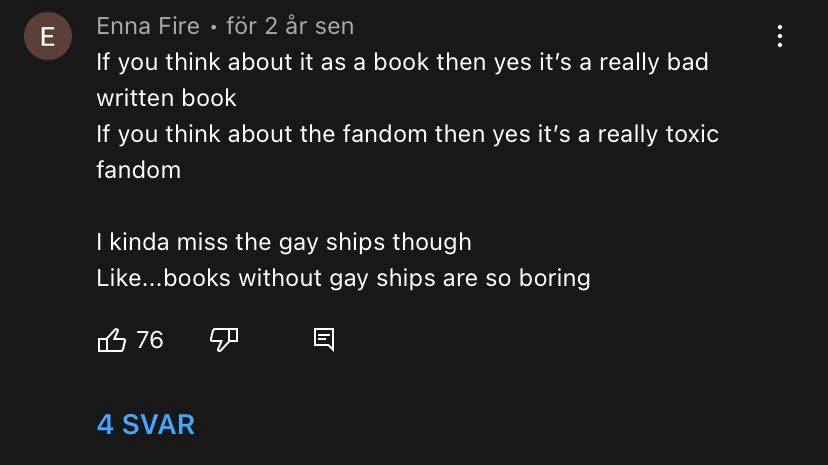 E
Enna Fire • för 2 år sen
If you think about it as a book then yes it's a really bad
written book
If you think about the fandom then yes it's a really toxic
fandom
I kinda miss the gay ships though
Like...books without gay ships are so boring
76
4 SVAR